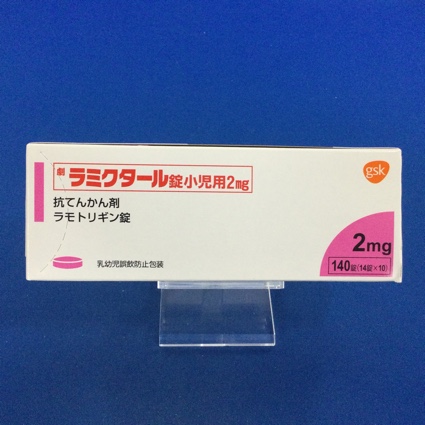 劇 ラミクタール錠小児用2mg
gsk
抗てんかん剤
ラモトリギン錠
2mg
140錠(14錠×10)
乳幼児誤飲防止包装